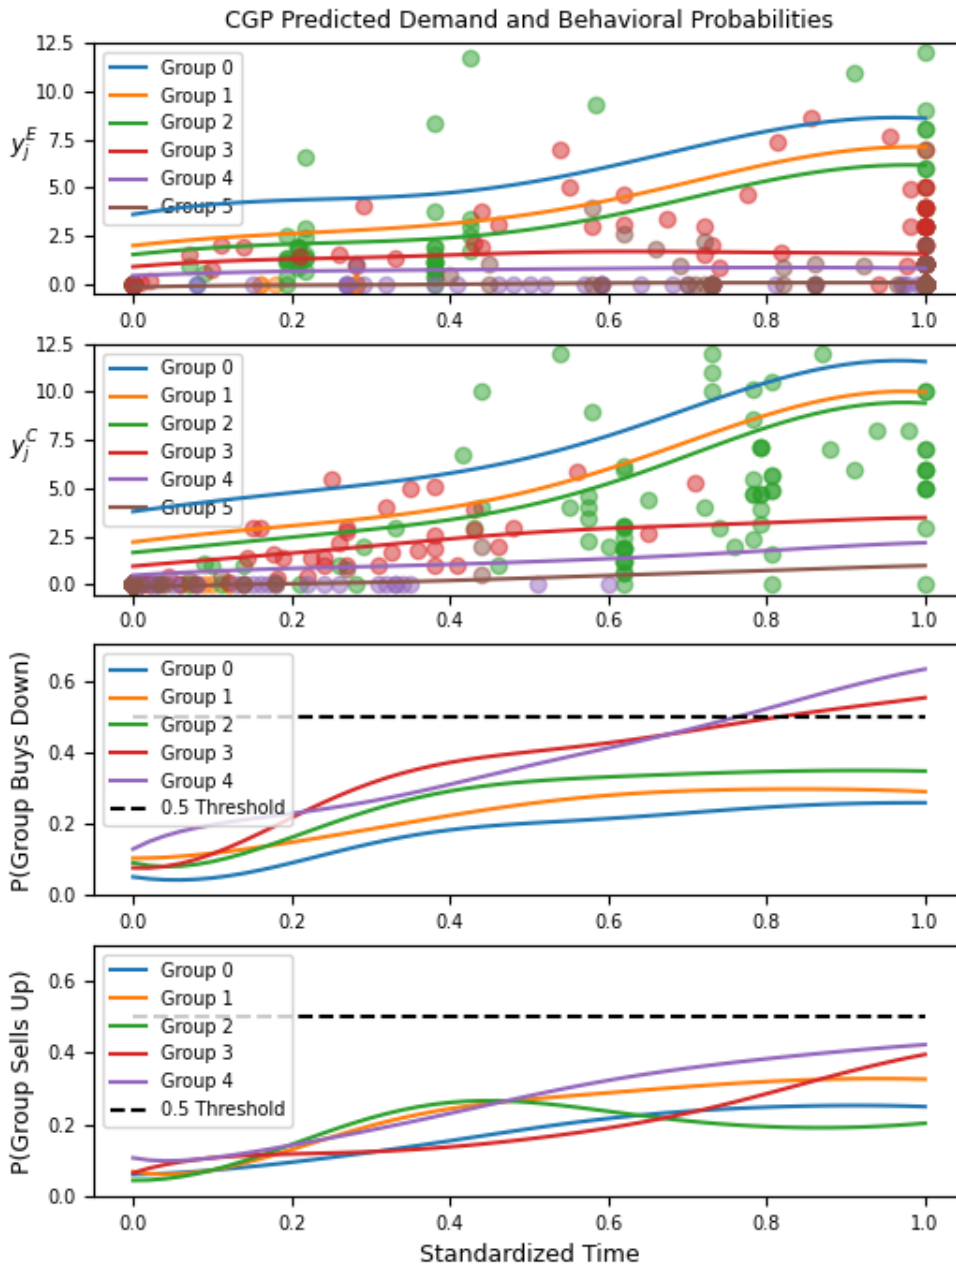 CGP Predicted Demand and Behavioral Probabilities
12.5
10.0
7.5
5.0
2.5
0.0
y_j^E
Group 0
Group 1
Group 2
Group 3
Group 4
Group 5
0.0 0.2 0.4 0.6 0.8 1.0
12.5
10.0
7.5
5.0
2.5
0.0
y_j^C
Group 0
Group 1
Group 2
Group 3
Group 4
Group 5
0.0 0.2 0.4 0.6 0.8 1.0
0.6
0.4
0.2
0.0
P(Group Buys Down)
Group 0
Group 1
Group 2
Group 3
Group 4
0.5 Threshold
0.0 0.2 0.4 0.6 0.8 1.0
0.6
0.4
0.2
0.0
P(Group Sells Up)
Group 0
Group 1
Group 2
Group 3
Group 4
0.5 Threshold
0.0 0.2 0.4 0.6 0.8 1.0
Standardized Time